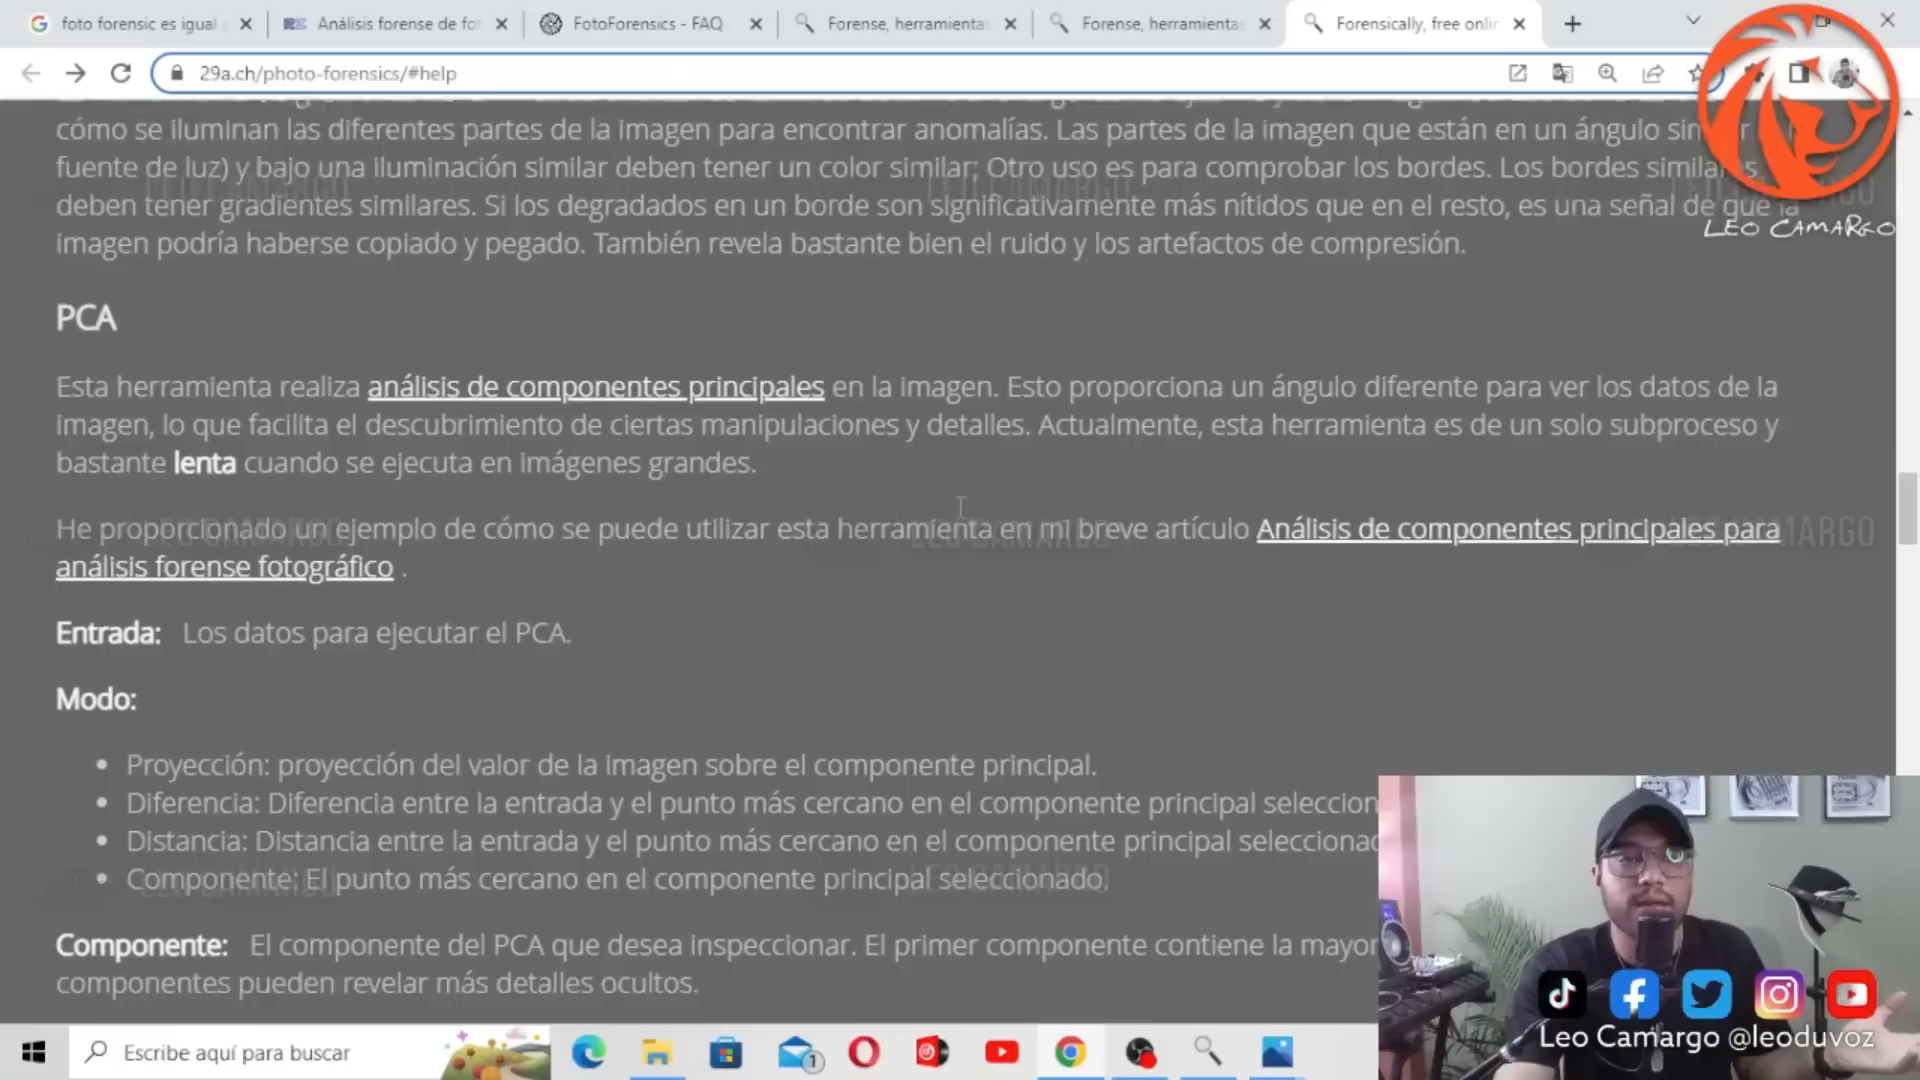 foto forensic es igual
Análisis forense de fo
FotoForensics - FAQ
Forense, herramienta
Forense, herramienta
Forensically, free onlin
29a.ch/photo-forensics/#help
cómo se iluminan las diferentes partes de la imagen para encontrar anomalías. Las partes de la imagen que están en un ángulo
fuente de luz) y bajo una iluminación similar deben tener un color similar; Otro uso es para comprobar los bordes. Los bordes similares
deben tener gradientes similares. Si los degradados en un borde son significativamente más nítidos que en el resto, es una señal de que la
imagen podría haberse copiado y pegado. También revela bastante bien el ruido y los artefactos de compresión.
LEO CAMARGO
PCA
Esta herramienta realiza análisis de componentes principales en la imagen. Esto proporciona un ángulo diferente para ver los datos de la
imagen, lo que facilita el descubrimiento de ciertas manipulaciones y detalles. Actualmente, esta herramienta es de un solo subproceso y
bastante lenta cuando se ejecuta en imágenes grandes.
He proporcionado un ejemplo de cómo se puede utilizar esta herramienta en mi breve artículo Análisis de componentes principales para
análisis forense fotográfico .
Entrada: Los datos para ejecutar el PCA.
Modo:
Proyección: proyección del valor de la imagen sobre el componente principal.
Diferencia: Diferencia entre la entrada y el punto más cercano en el componente principal seleccion
Distancia: Distancia entre la entrada y el punto más cercano en el componente principal seleccionad
Componente: El punto más cercano en el componente principal seleccionado.
Componente: El componente del PCA que desea inspeccionar. El primer componente contiene la mayor
componentes pueden revelar más detalles ocultos.
Leo Camargo @leoduvoz
Escribe aquí para buscar
1